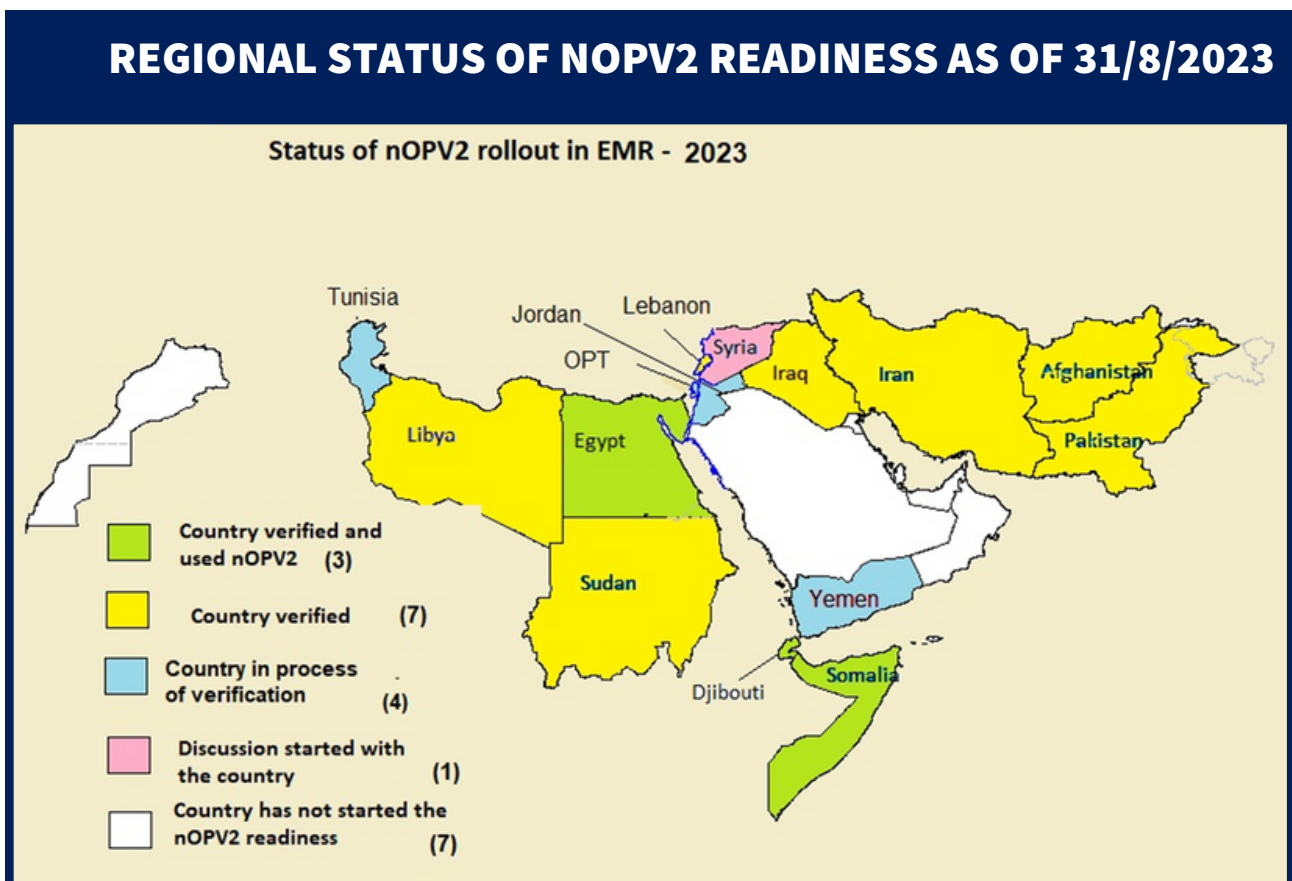 REGIONAL STATUS OF NOPV2 READINESS AS OF 31/8/2023
Status of nOPV2 rollout in EMR - 2023
Tunisia
Jordan
Lebanon
OPT
Syria
Iraq
Iran
Afghanistan
Pakistan
Libya
Egypt
Sudan
Yemen
Djibouti
Somalia
Country verified and
used nOPV2 (3)
Country verified (7)
Country in process
of verification (4)
Discussion started with
the country (1)
Country has not started the
nOPV2 readiness (7)